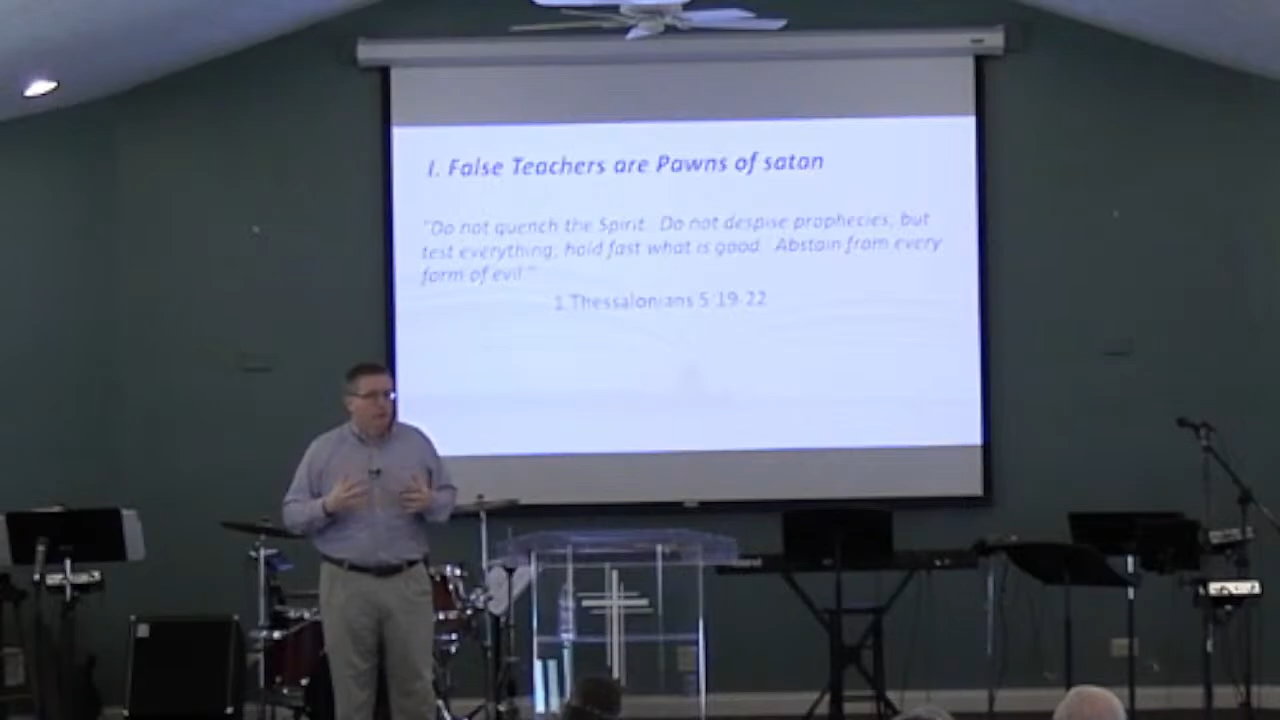 I. False Teachers are Pawns of satan
"Do not quench the Spirit. Do not despise prophecies, but
test everything; hold fast what is good. Abstain from every
form of evil."
1 Thessalonians 5:19-22